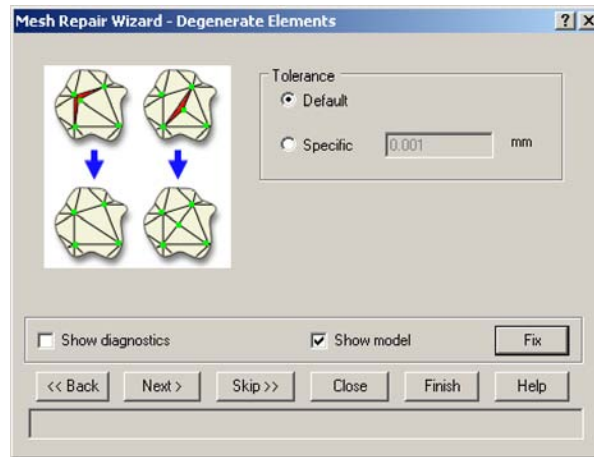 Mesh Repair Wizard - Degenerate Elements
Tolerance
Default
Specific 0.001 mm
Show diagnostics Show model Fix
<< Back Next > Skip >> Close Finish Help